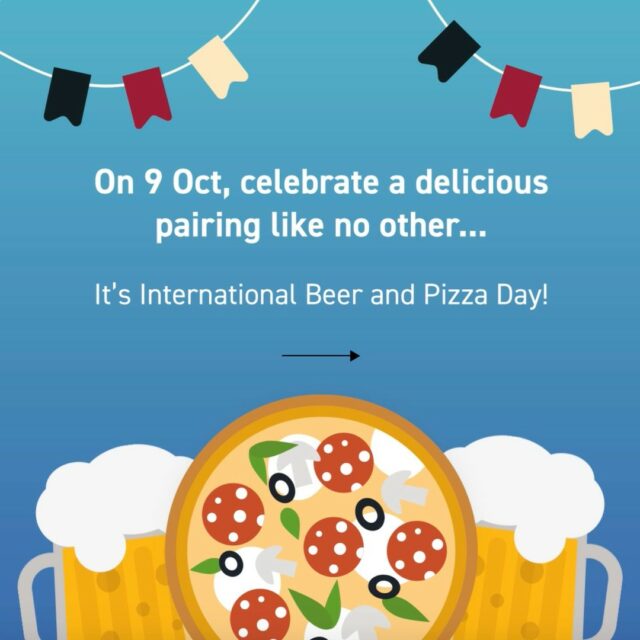 On 9 Oct, celebrate a delicious
pairing like no other...
It's International Beer and Pizza Day!